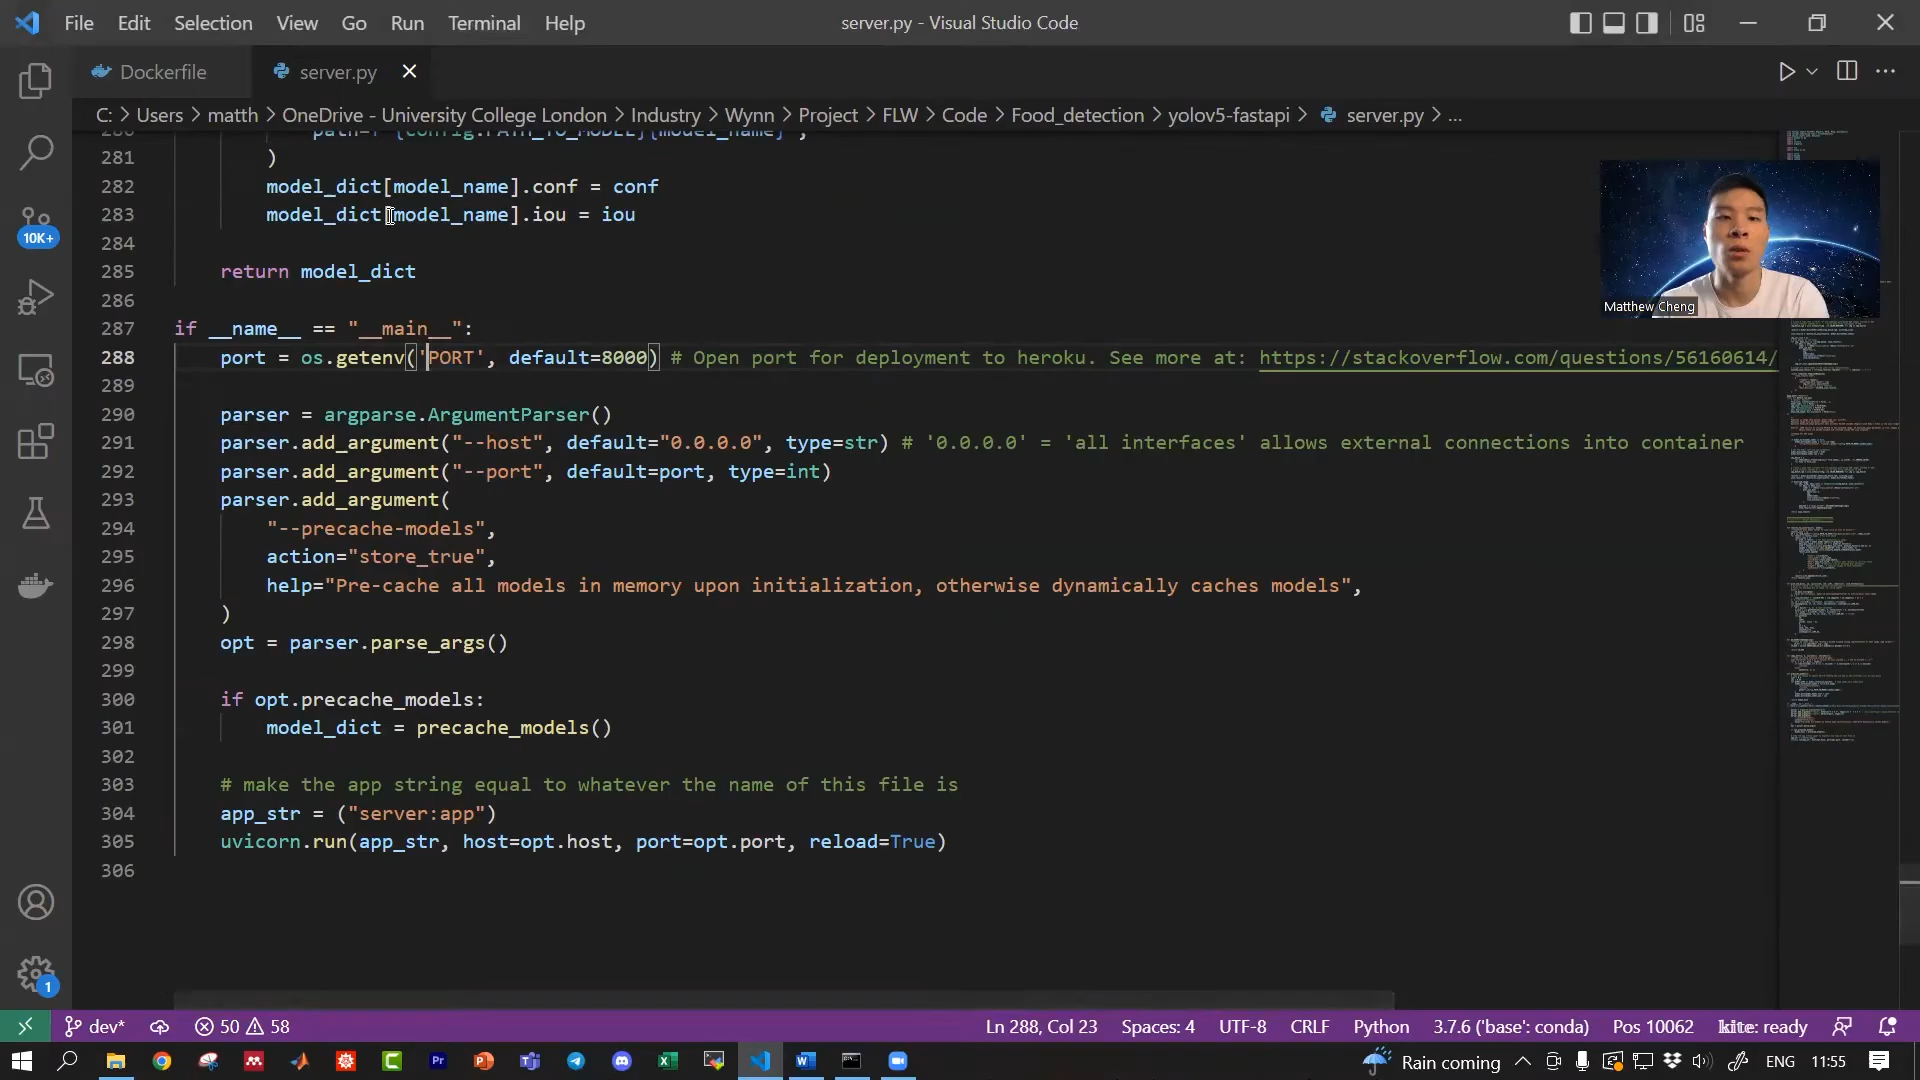 File Edit Selection View Go Run Terminal Help
server.py - Visual Studio Code
Dockerfile
server.py
C: > Users > matth > OneDrive - University College London > Industry > Wynn > Project > FLW > Code > Food_detection > yolov5-fastapi > server.py > ...
280 path=f"{config.PATH_TO_MODEL}{model_name}",
281 )
282 model_dict[model_name].conf = conf
283 model_dict[model_name].iou = iou
284
285 return model_dict
286
287 if __name__ == "__main__":
288 port = os.getenv('PORT', default=8000) # Open port for deployment to heroku. See more at: https://stackoverflow.com/questions/56160614/
289
290 parser = argparse.ArgumentParser()
291 parser.add_argument("--host", default="0.0.0.0", type=str) # '0.0.0.0' = 'all interfaces' allows external connections into container
292 parser.add_argument("--port", default=port, type=int)
293 parser.add_argument(
294 "--precache-models",
295 action="store_true",
296 help="Pre-cache all models in memory upon initialization, otherwise dynamically caches models",
297 )
298 opt = parser.parse_args()
299
300 if opt.precache_models:
301 model_dict = precache_models()
302
303 # make the app string equal to whatever the name of this file is
304 app_str = ("server:app")
305 uvicorn.run(app_str, host=opt.host, port=opt.port, reload=True)
306
Matthew Cheng
10K+
1
dev* 50 58
Ln 288, Col 23 Spaces: 4 UTF-8 CRLF Python 3.7.6 ('base': conda) Pos 10062 kite: ready
Rain coming ENG 11:55